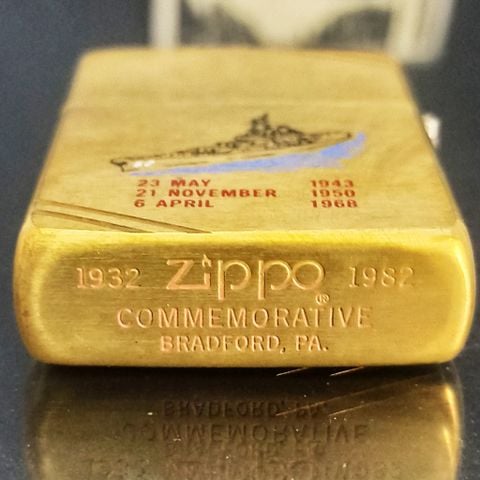 23 MAY 1943
21 NOVEMBER 1950
6 APRIL 1968
1932 Zippo® 1982
COMMEMORATIVE
BRADFORD, PA.